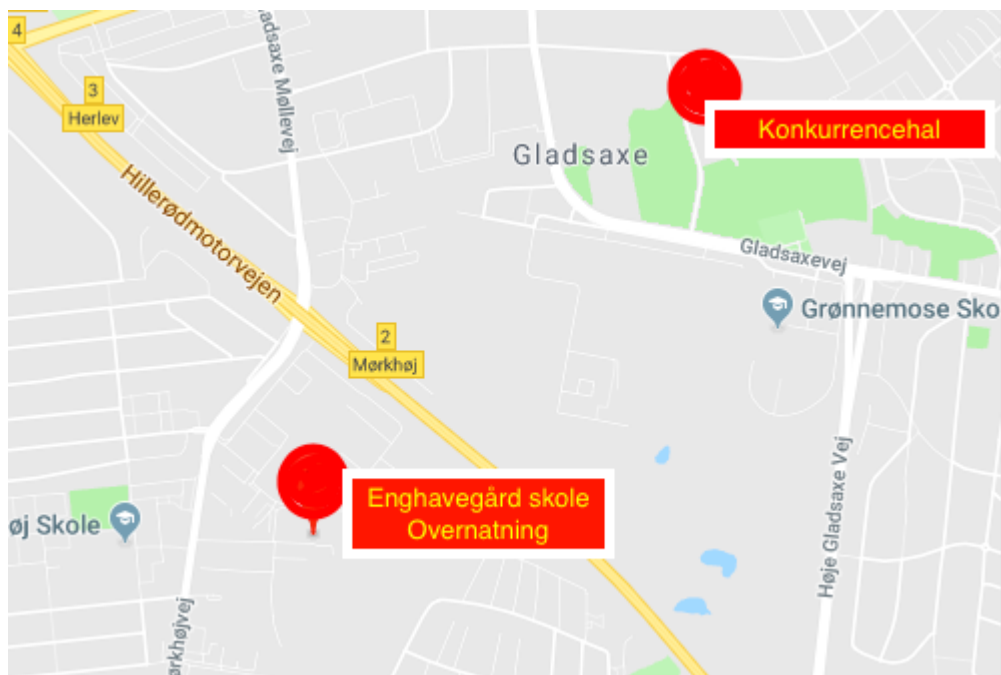 4
3
Herlev
Gladsaxe Møllevej
Konkurrencehal
Gladsaxe
Hillerødmotorvejen
Gladsaxevej
Grønnemose Sko
2
Mørkhøj
Enghavegård skole
Overnatning
øj Skole
Høje Gladsaxe Vej
ørkhøjvej